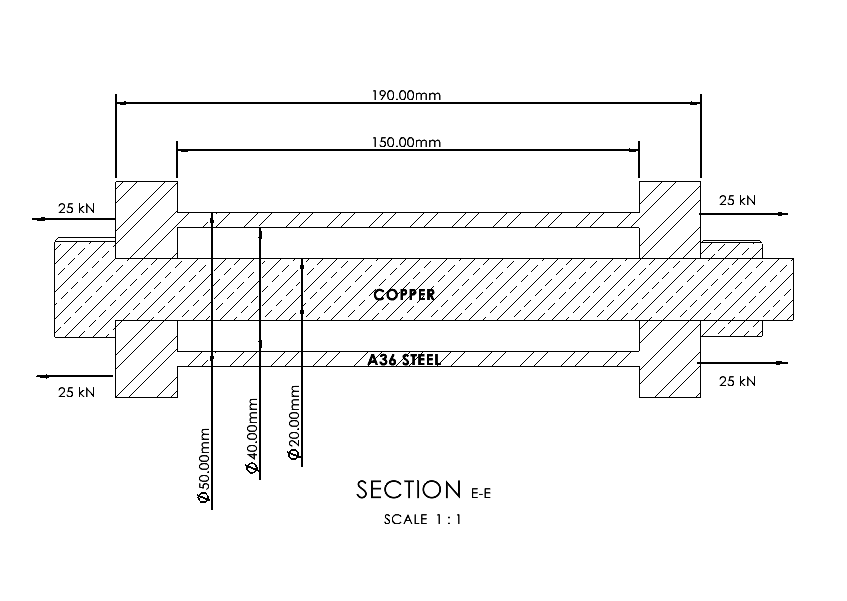 190.00mm
150.00mm
25 kN
25 kN
COPPER
A36 STEEL
25 kN
25 kN
Ø50.00mm
Ø40.00mm
Ø20.00mm
SECTION E-E
SCALE 1 : 1